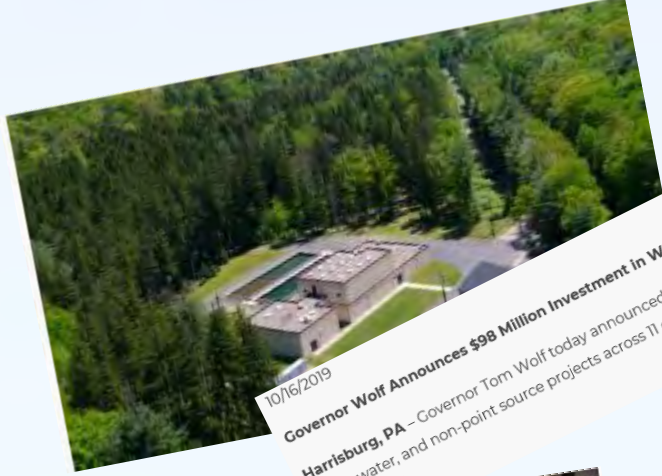 10/16/2019
Governor Wolf Announces $98 Million Investment in W
Harrisburg, PA – Governor Tom Wolf today announced
water, and non-point source projects across 11